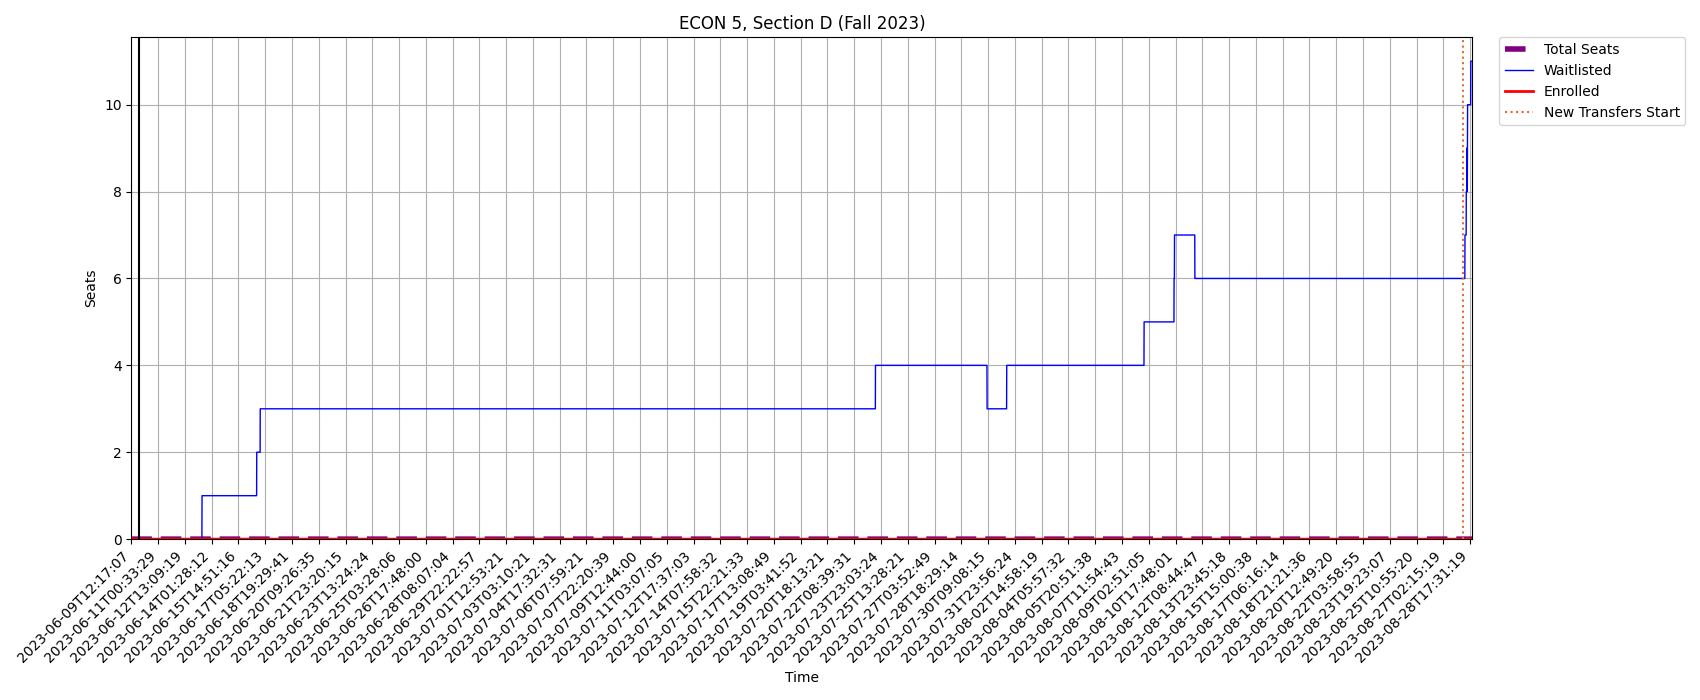 ECON 5, Section D (Fall 2023)
Total Seats
Waitlisted
Enrolled
New Transfers Start
10
8
6
4
2
0
Seats
2023-06-09T12:17:07
2023-06-11T00:33:29
2023-06-12T13:09:19
2023-06-14T01:28:12
2023-06-15T14:51:16
2023-06-17T05:22:13
2023-06-18T19:29:41
2023-06-20T09:26:35
2023-06-21T23:20:15
2023-06-23T13:24:24
2023-06-25T03:28:06
2023-06-26T17:48:00
2023-06-28T08:07:04
2023-06-29T22:22:57
2023-07-01T12:53:21
2023-07-03T03:10:21
2023-07-04T17:32:31
2023-07-06T07:59:21
2023-07-07T22:20:39
2023-07-09T12:44:00
2023-07-11T03:07:05
2023-07-12T17:37:03
2023-07-14T07:58:32
2023-07-15T22:21:33
2023-07-17T13:08:49
2023-07-19T03:41:52
2023-07-20T18:13:21
2023-07-22T08:39:31
2023-07-23T23:03:24
2023-07-25T13:28:21
2023-07-27T03:52:49
2023-07-28T18:29:14
2023-07-30T09:08:15
2023-07-31T23:56:24
2023-08-02T14:58:19
2023-08-04T05:57:32
2023-08-05T20:51:38
2023-08-07T11:54:43
2023-08-09T02:51:05
2023-08-10T17:48:01
2023-08-12T08:44:47
2023-08-13T23:45:18
2023-08-15T15:00:38
2023-08-17T06:16:14
2023-08-18T21:21:36
2023-08-20T12:49:20
2023-08-22T03:58:55
2023-08-23T19:23:07
2023-08-25T10:55:20
2023-08-27T02:15:19
2023-08-28T17:31:19
Time